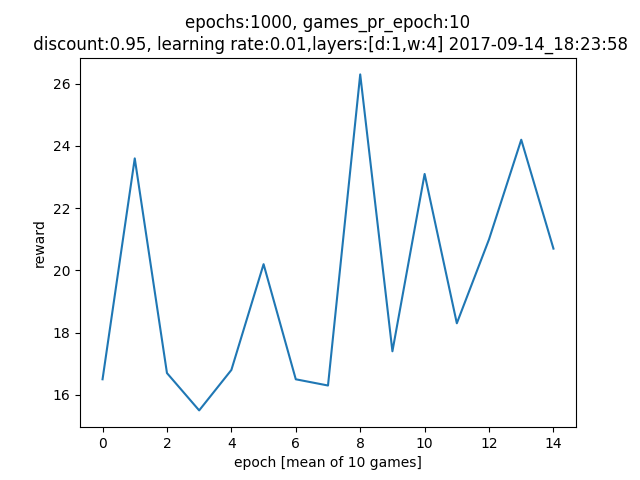 epochs:1000, games_pr_epoch:10
discount:0.95, learning rate:0.01,layers:[d:1,w:4] 2017-09-14_18:23:58
26
24
22
20
18
16
reward
0 2 4 6 8 10 12 14
epoch [mean of 10 games]